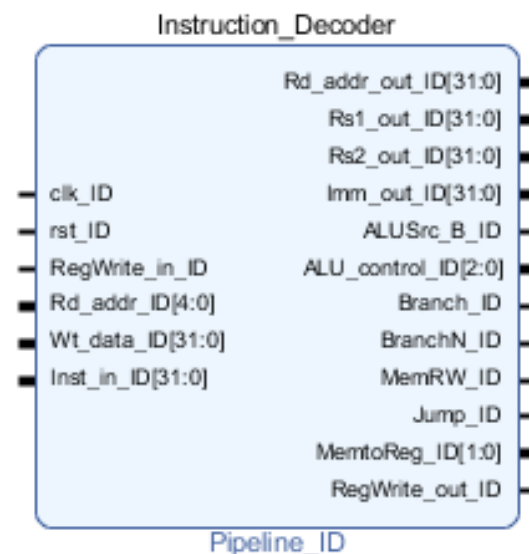 Instruction_Decoder
Rd_addr_out_ID[31:0]
Rs1_out_ID[31:0]
Rs2_out_ID[31:0]
clk_ID
Imm_out_ID[31:0]
rst_ID
ALUSrc_B_ID
RegWrite_in_ID
ALU_control_ID[2:0]
Rd_addr_ID[4:0]
Branch_ID
Wt_data_ID[31:0]
BranchN_ID
Inst_in_ID[31:0]
MemRW_ID
Jump_ID
MemtoReg_ID[1:0]
RegWrite_out_ID
Pipeline_ID